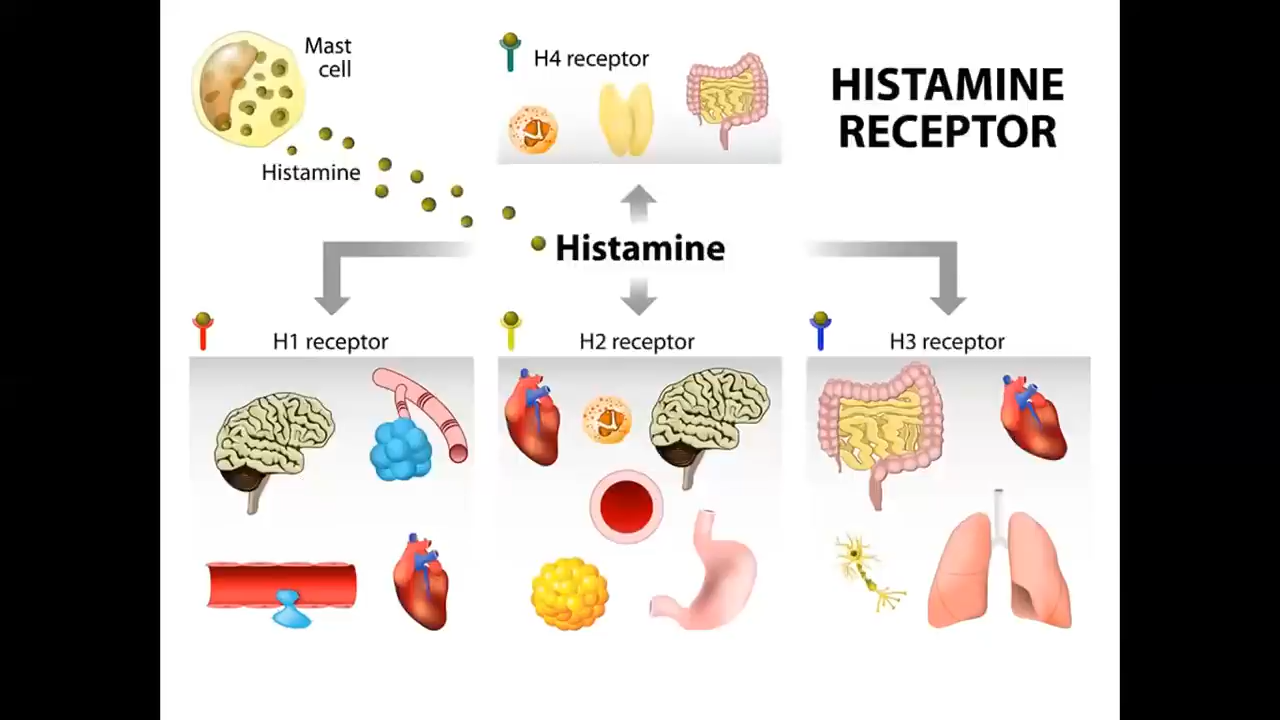 Mast
cell
Histamine
H4 receptor
HISTAMINE
RECEPTOR
Histamine
H1 receptor
H2 receptor
H3 receptor